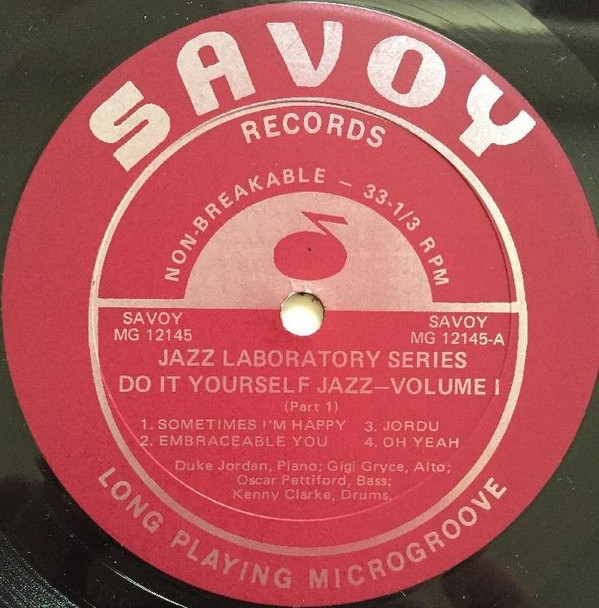 SAVOY
RECORDS
NON-BREAKABLE — 33-1/3 RPM
SAVOY
MG 12145
SAVOY
MG 12145-A
JAZZ LABORATORY SERIES
DO IT YOURSELF JAZZ—VOLUME I
(Part 1)
1. SOMETIMES I'M HAPPY
2. EMBRACEABLE YOU
3. JORDU
4. OH YEAH
Duke Jordan, Piano; Gigi Gryce, Alto;
Oscar Pettiford, Bass;
Kenny Clarke, Drums.
LONG PLAYING MICROGROOVE